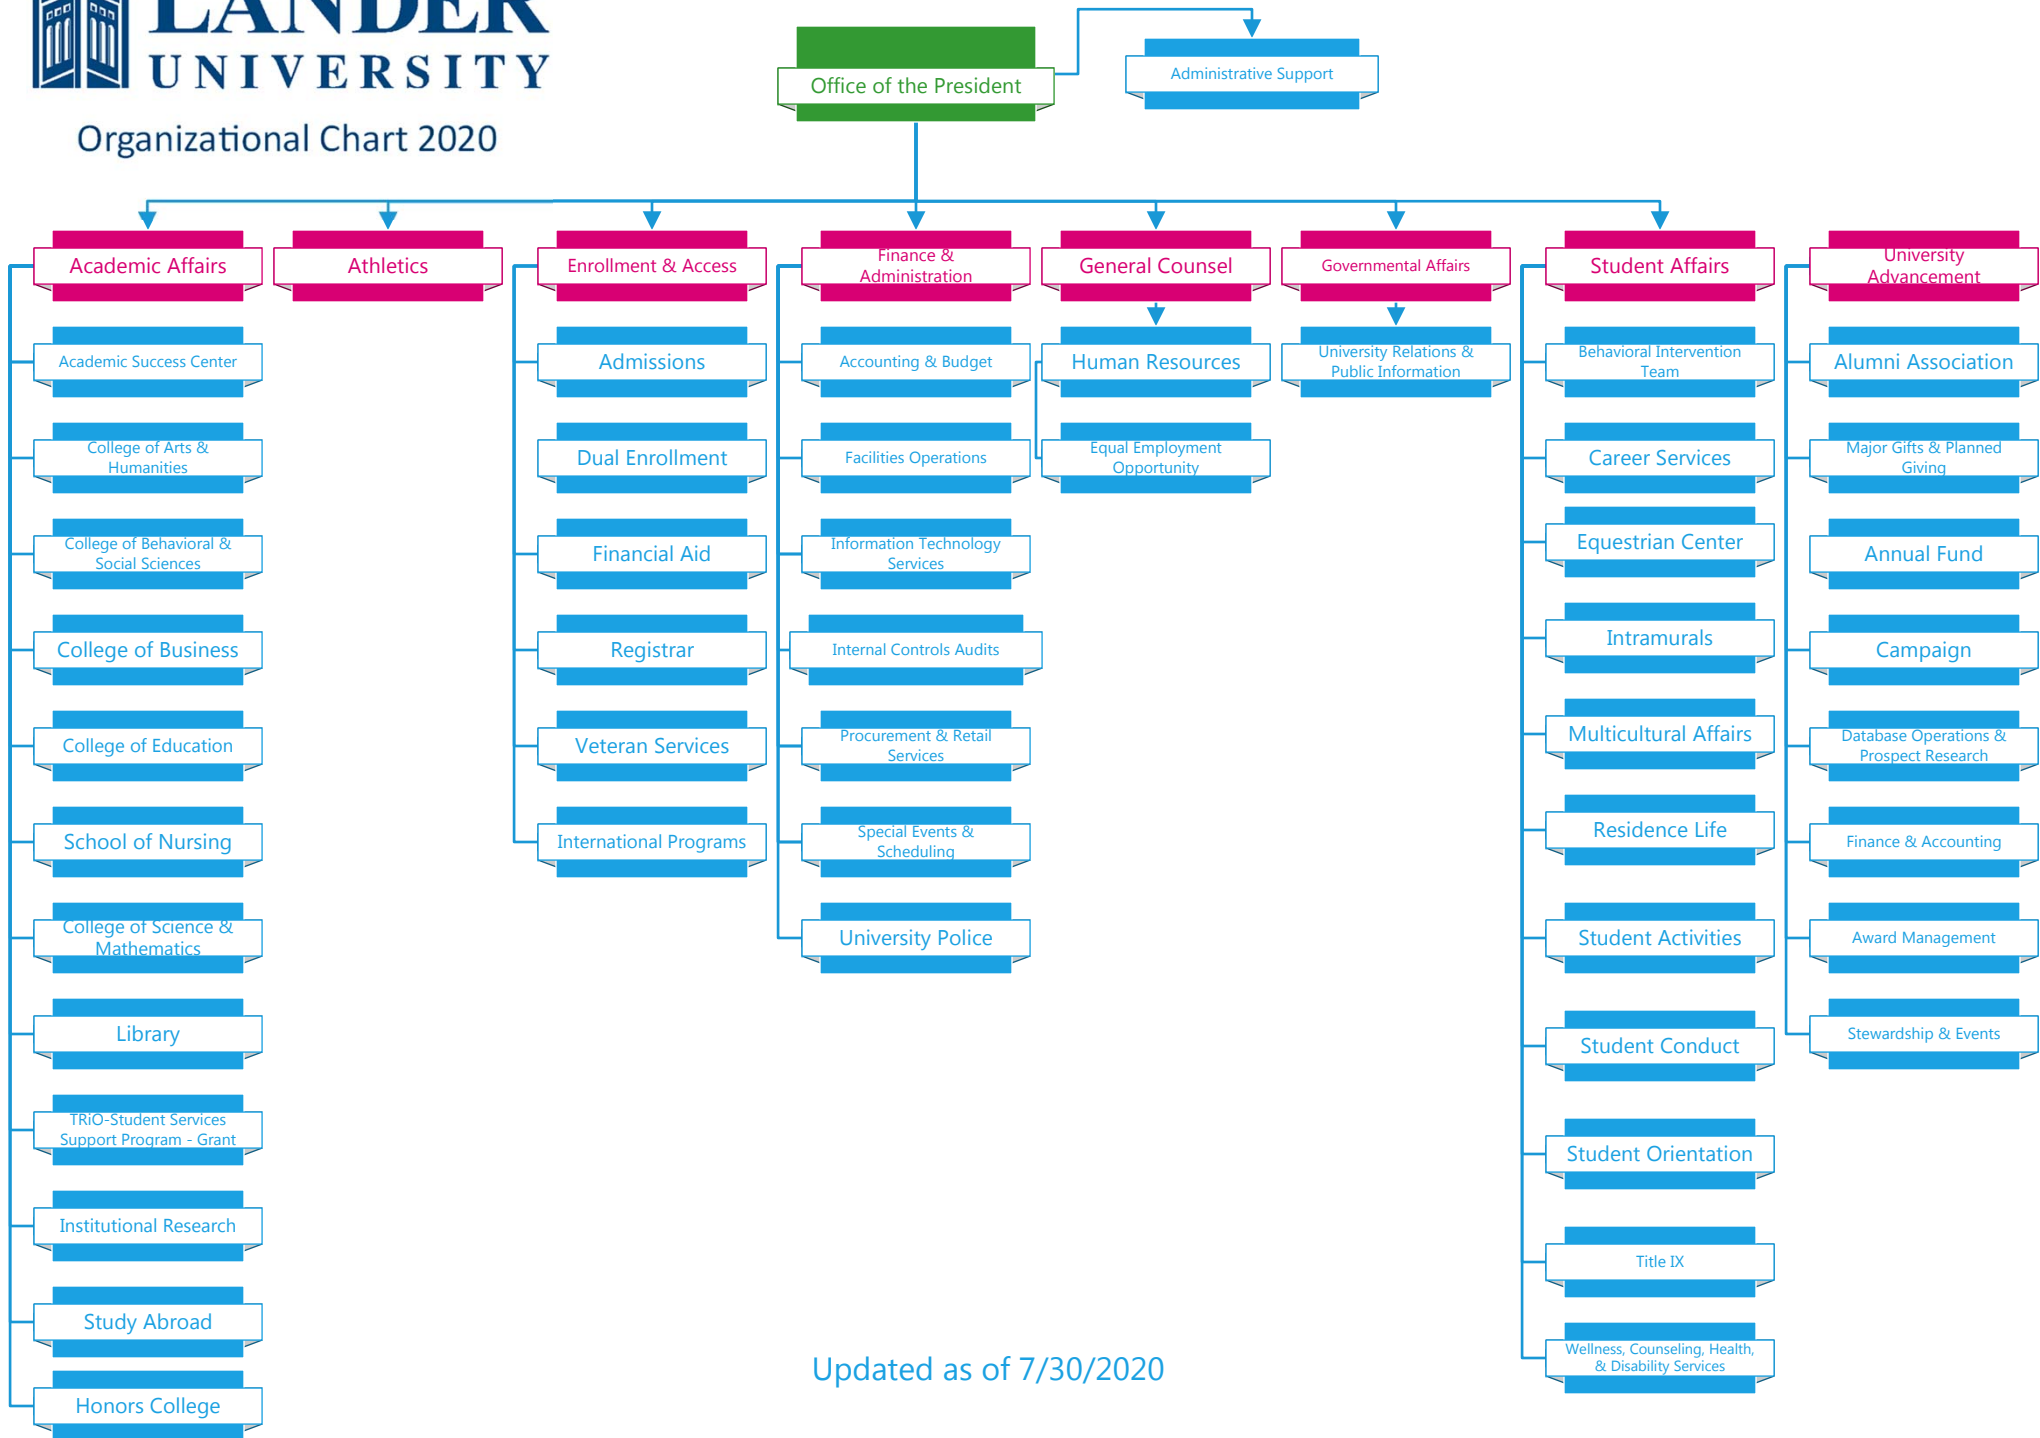 LANDER
UNIVERSITY
Organizational Chart 2020
Office of the President
Administrative Support
Academic Affairs
Athletics
Enrollment & Access
Finance &
Administration
General Counsel
Governmental Affairs
Student Affairs
University
Advancement
Academic Success Center
College of Arts &
Humanities
College of Behavioral &
Social Sciences
College of Business
College of Education
School of Nursing
College of Science &
Mathematics
Library
TRiO-Student Services
Support Program - Grant
Institutional Research
Study Abroad
Honors College
Admissions
Dual Enrollment
Financial Aid
Registrar
Veteran Services
International Programs
Accounting & Budget
Facilities Operations
Information Technology
Services
Internal Controls Audits
Procurement & Retail
Services
Special Events &
Scheduling
University Police
Human Resources
Equal Employment
Opportunity
University Relations &
Public Information
Behavioral Intervention
Team
Career Services
Equestrian Center
Intramurals
Multicultural Affairs
Residence Life
Student Activities
Student Conduct
Student Orientation
Title IX
Wellness, Counseling, Health,
& Disability Services
Alumni Association
Major Gifts & Planned
Giving
Annual Fund
Campaign
Database Operations &
Prospect Research
Finance & Accounting
Award Management
Stewardship & Events
Updated as of 7/30/2020